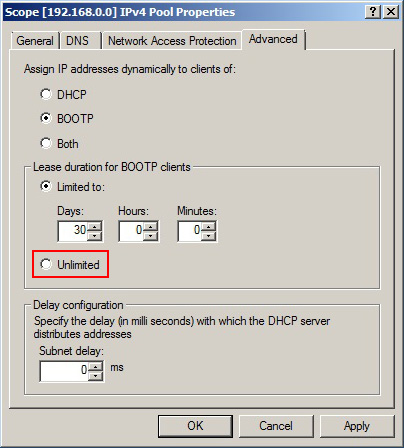 Scope [192.168.0.0] IPv4 Pool Properties
General DNS Network Access Protection Advanced
Assign IP addresses dynamically to clients of:
DHCP
BOOTP
Both
Lease duration for BOOTP clients
Limited to:
Days: Hours: Minutes:
30 0 0
Unlimited
Delay configuration
Specify the delay (in milli seconds) with which the DHCP server
distributes addresses
Subnet delay:
0 ms
OK Cancel Apply